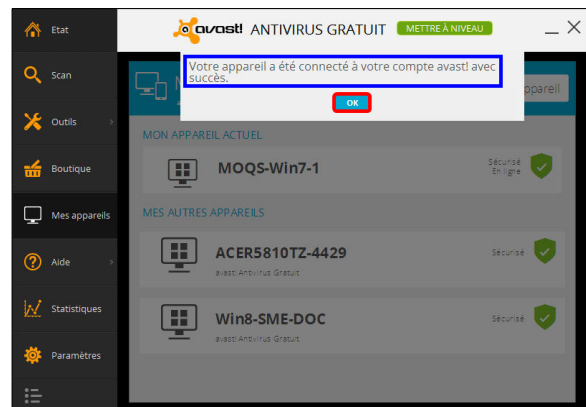 Etat
avast! ANTIVIRUS GRATUIT METTRE À NIVEAU
Votre appareil a été connecté à votre compte avast! avec
succès.
OK
Scan
Outils
Boutique
Mes appareils
Aide
Statistiques
Paramètres
M
appareil
MON APPAREIL ACTUEL
MOQS-Win7-1
Sécurisé
En ligne
MES AUTRES APPAREILS
ACER5810TZ-4429
avast! Antivirus Gratuit
Sécurisé
Win8-SME-DOC
avast! Antivirus Gratuit
Sécurisé